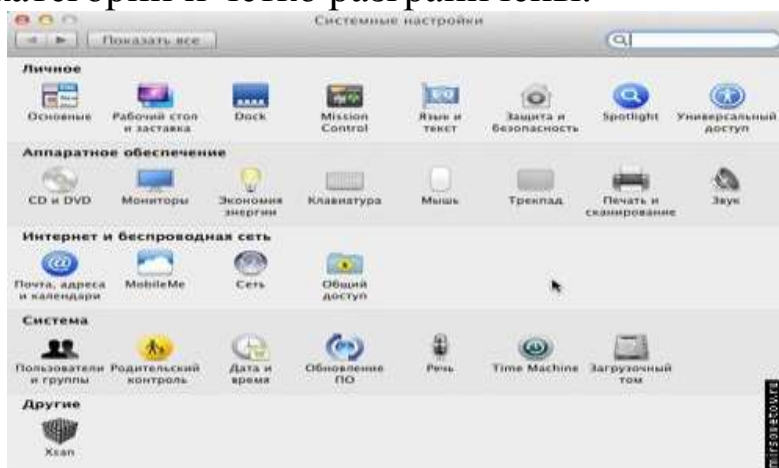 категории и четко разграничены.
Системные настройки
Показать все
Личное
Основные
Рабочий стол и заставка
Dock
Mission Control
Язык и текст
Защита и безопасность
Spotlight
Универсальный доступ
Аппаратное обеспечение
CD и DVD
Мониторы
Экономия энергии
Клавиатура
Мышь
Трекпад
Печать и сканирование
Звук
Интернет и беспроводная сеть
Почта, адреса и календари
MobileMe
Сеть
Общий доступ
Система
Пользователи и группы
Родительский контроль
Дата и время
Обновление ПО
Речь
Time Machine
Загрузочный том
Другие
Xsan
mirsovetov.ru